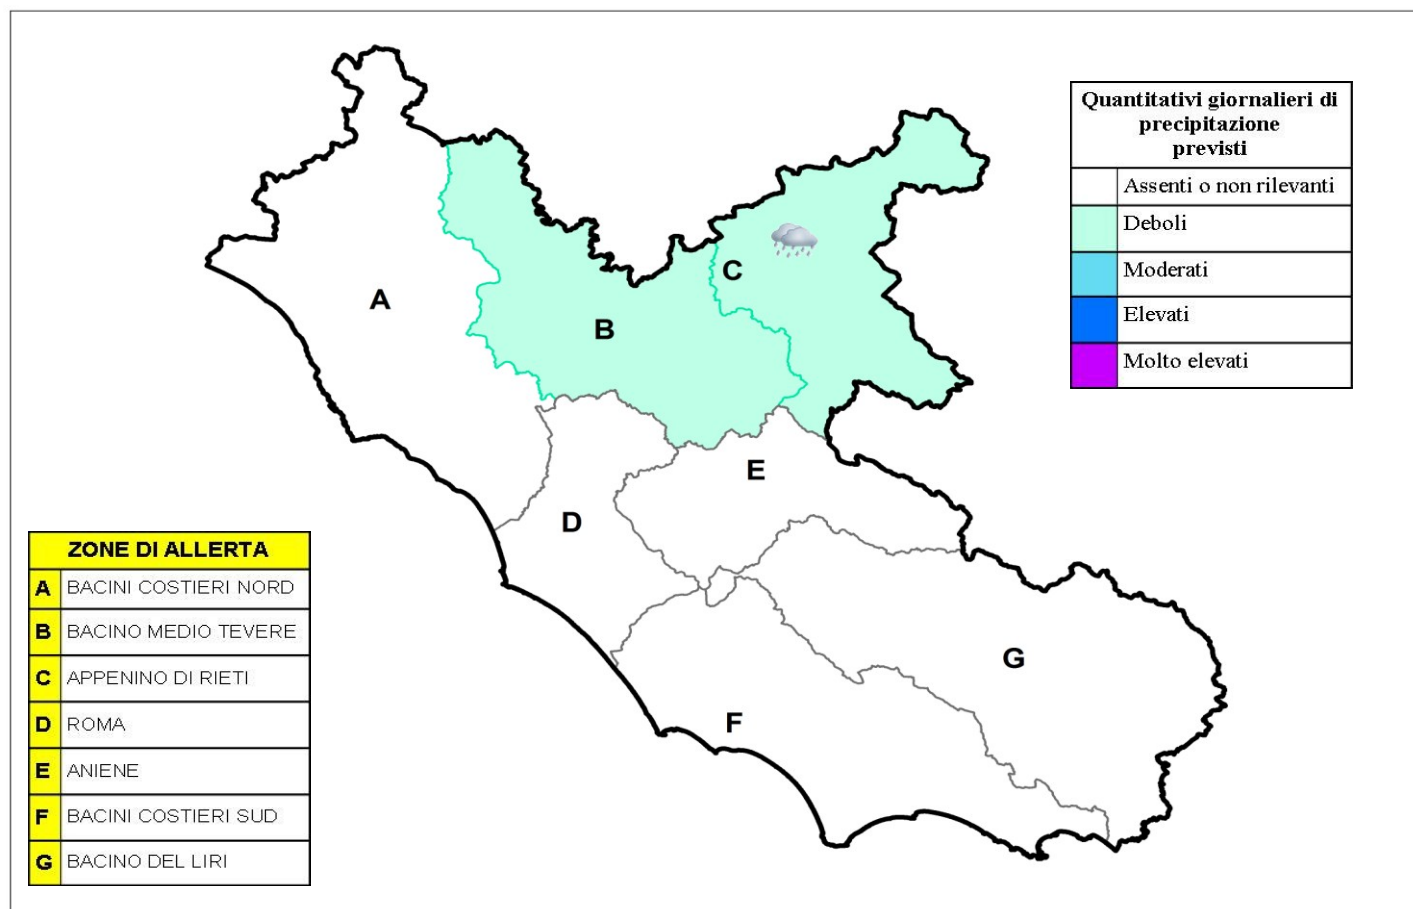 Quantitativi giornalieri di
precipitazione
previsti
Assenti o non rilevanti
Deboli
Moderati
Elevati
Molto elevati
A
B
C
D
E
F
G
ZONE DI ALLERTA
A BACINI COSTIERI NORD
B BACINO MEDIO TEVERE
C APPENINO DI RIETI
D ROMA
E ANIENE
F BACINI COSTIERI SUD
G BACINO DEL LIRI